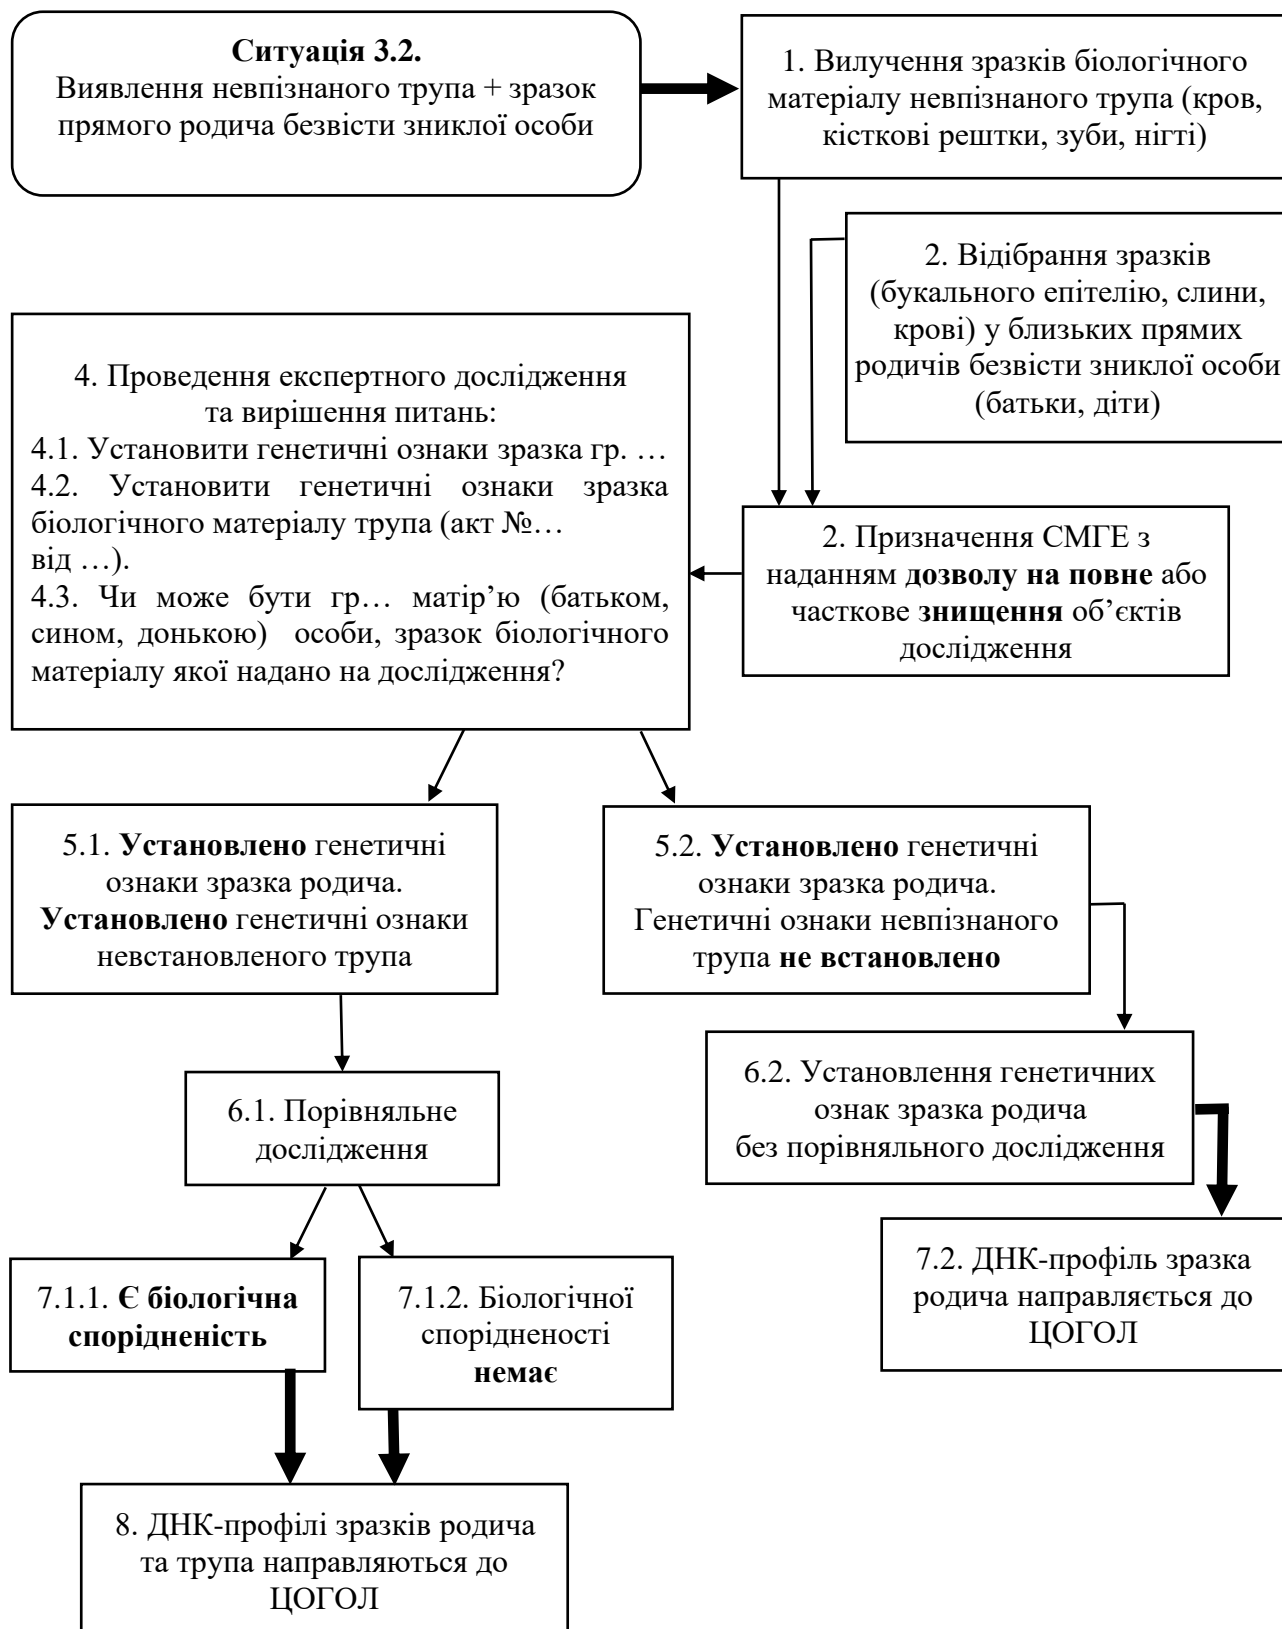 Ситуація 3.2.
Виявлення невпізнаного трупа + зразок
прямого родича безвісти зниклої особи
1. Вилучення зразків біологічного
матеріалу невпізнаного трупа (кров,
кісткові рештки, зуби, нігті)
2. Відібрання зразків
(букального епітелію, слини,
крові) у близьких прямих
родичів безвісти зниклої особи
(батьки, діти)
2. Призначення СМГЕ з
наданням дозволу на повне або
часткове знищення об’єктів
дослідження
4. Проведення експертного дослідження
та вирішення питань:
4.1. Установити генетичні ознаки зразка гр. …
4.2. Установити генетичні ознаки зразка
біологічного матеріалу трупа (акт №…
від …).
4.3. Чи може бути гр… матір’ю (батьком,
сином, донькою) особи, зразок біологічного
матеріалу якої надано на дослідження?
5.1. Установлено генетичні
ознаки зразка родича.
Установлено генетичні ознаки
невстановленого трупа
5.2. Установлено генетичні
ознаки зразка родича.
Генетичні ознаки невпізнаного
трупа не встановлено
6.1. Порівняльне
дослідження
6.2. Установлення генетичних
ознак зразка родича
без порівняльного дослідження
7.1.1. Є біологічна
спорідненість
7.1.2. Біологічної
спорідненості
немає
7.2. ДНК-профіль зразка
родича направляється до
ЦОГОЛ
8. ДНК-профілі зразків родича
та трупа направляються до
ЦОГОЛ